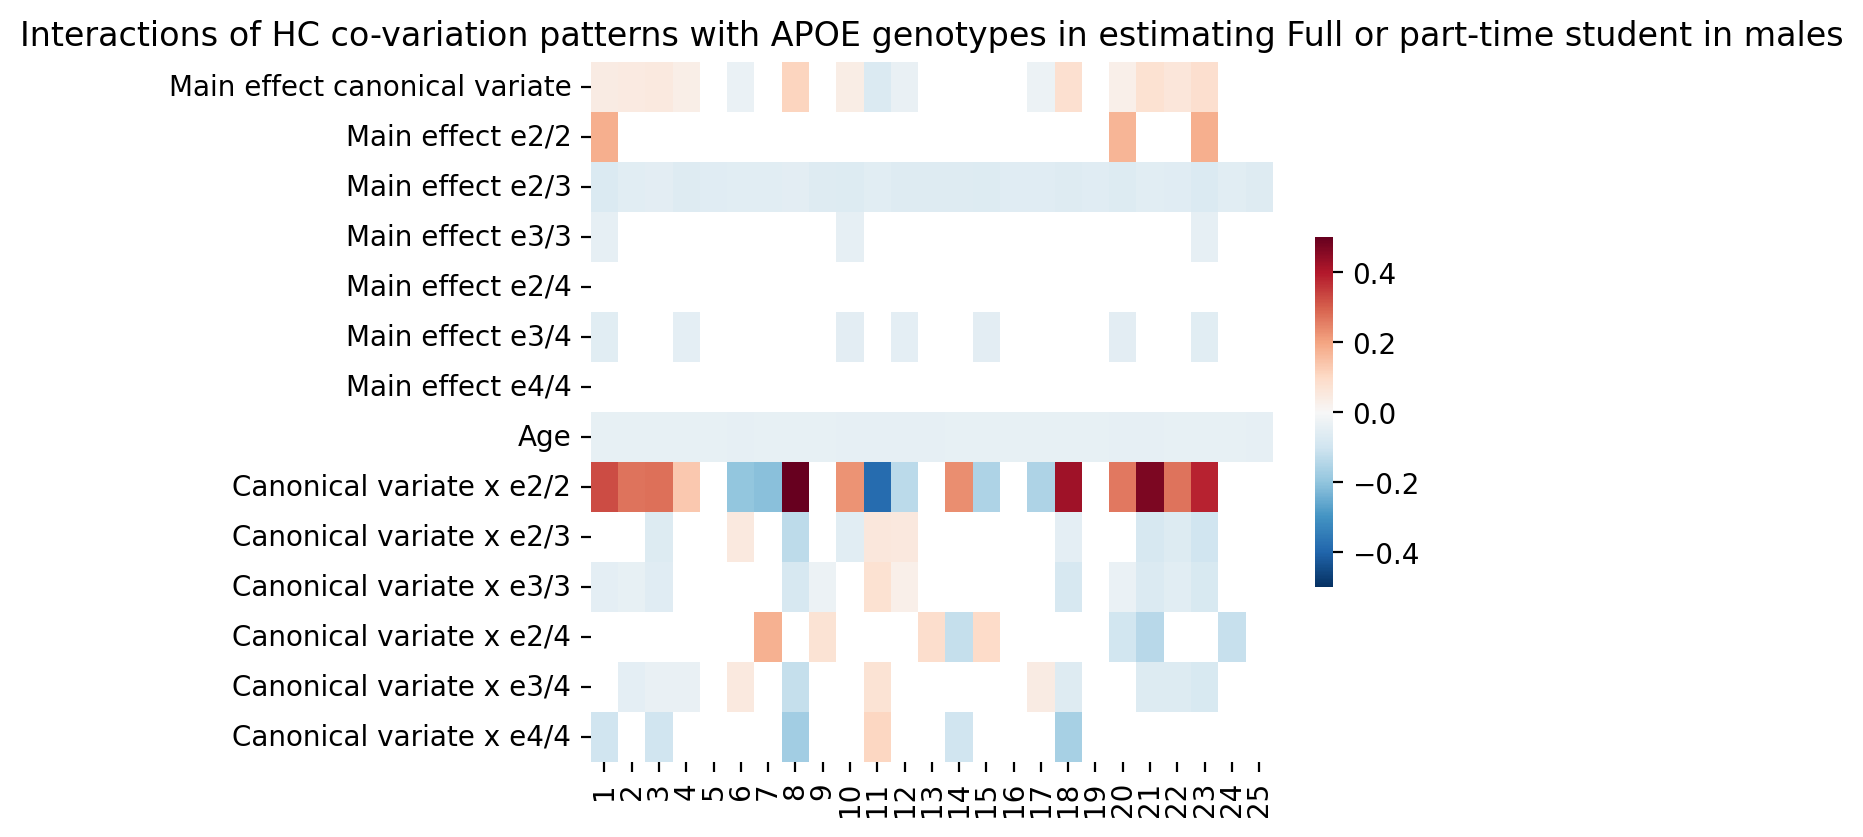 Interactions of HC co-variation patterns with APOE genotypes in estimating Full or part-time student in males
Main effect canonical variate
Main effect e2/2
Main effect e2/3
Main effect e3/3
Main effect e2/4
Main effect e3/4
Main effect e4/4
Age
Canonical variate x e2/2
Canonical variate x e2/3
Canonical variate x e3/3
Canonical variate x e2/4
Canonical variate x e3/4
Canonical variate x e4/4
1 2 3 4 5 6 7 8 9 10 11 12 13 14 15 16 17 18 19 20 21 22 23 24 25
0.4
0.2
0.0
−0.2
−0.4